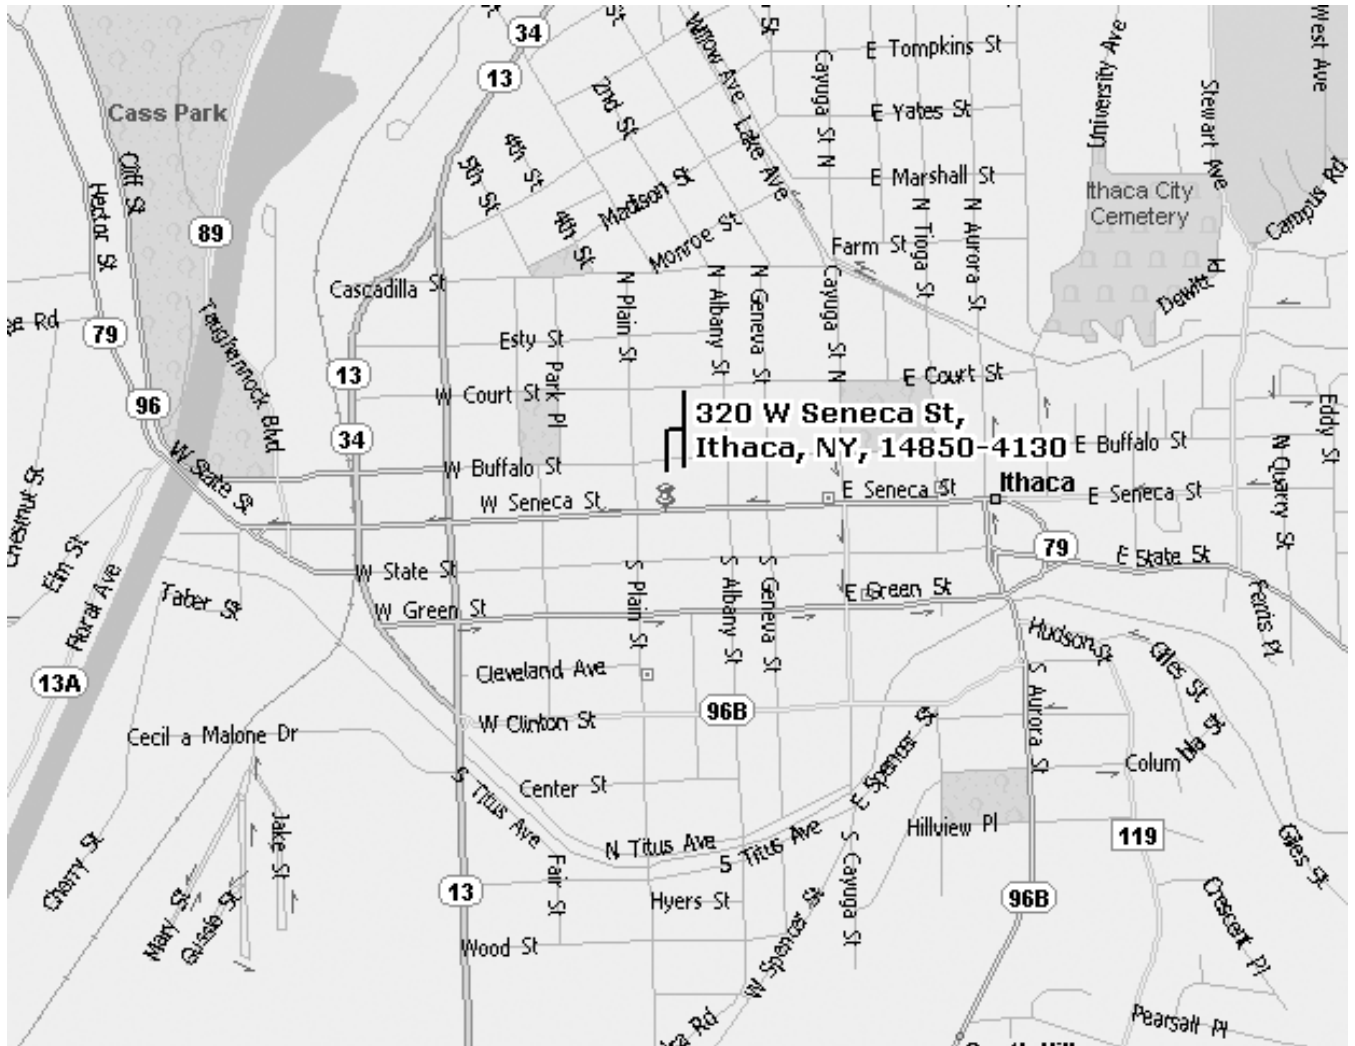 34
13
E Tompkins St
West Ave
University Ave
Willow Ave
Cayuga St N
Stewart Ave
2nd St
E Yates St
Cass Park
Lake Ave
Cliff St
4th St
5th St
Madison St
E Marshall St
Ithaca City
Cemetery
Campus Rd
Hector St
89
4th St
Monroe St
Farm St
N Tioga St
N Aurora St
Dewitt Pl
Cascadilla St
N Plain St
N Albany St
N Geneva St
Cayuga St N
Taughannock Blvd
Rd
79
Esty St
13
Park Pl
E Court St
W Court St
96
34
320 W Seneca St,
Ithaca, NY, 14850-4130
Eddy St
E Buffalo St
N Quarry St
W State St
W Buffalo St
Ithaca
W Seneca St
E Seneca St
E Seneca St
Chestnut St
Elm St
79
E State St
W State St
S Plain St
S Albany St
S Geneva St
E Green St
Floral Ave
Taber St
W Green St
Ferris Pl
Hudson St
Giles St
13A
Cleveland Ave
S Aurora St
96B
W Clinton St
Cecil a Malone Dr
E Spencer St
Columbia St
S Titus Ave
Center St
Jake St
N Titus Ave
S Titus Ave
Hillview Pl
119
Giles St
Cherry St
S Cayuga St
13
Fair St
Hyers St
96B
Mary St
Gussie St
Crescent Pl
Wood St
W Spencer St
Rd
Pearsall Pl